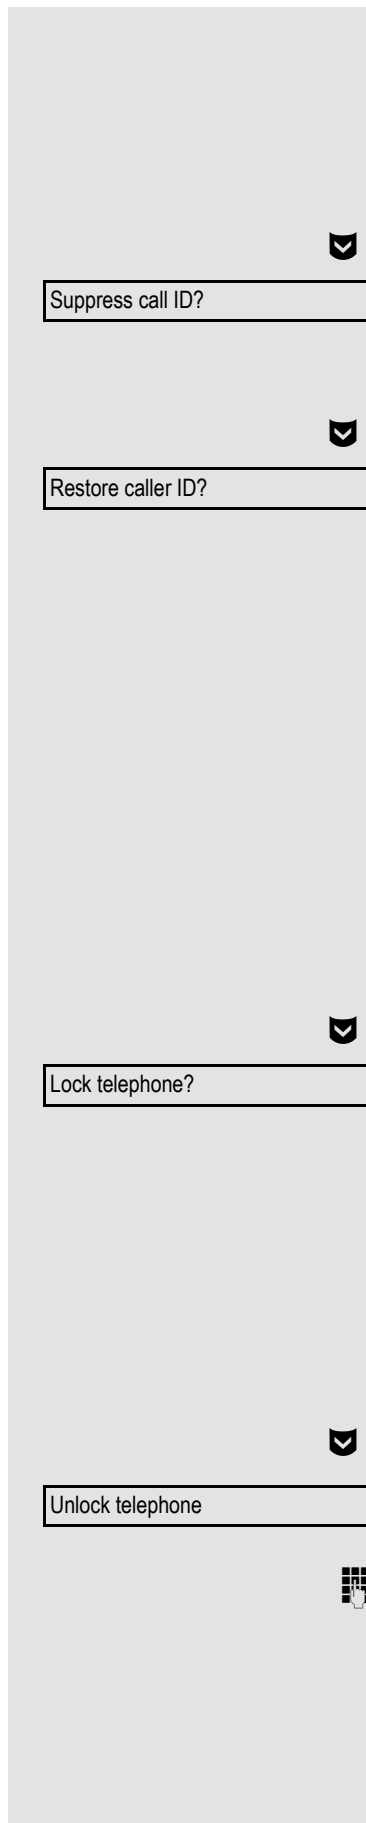 Suppress call ID?
Restore caller ID?
Lock telephone?
Unlock telephone